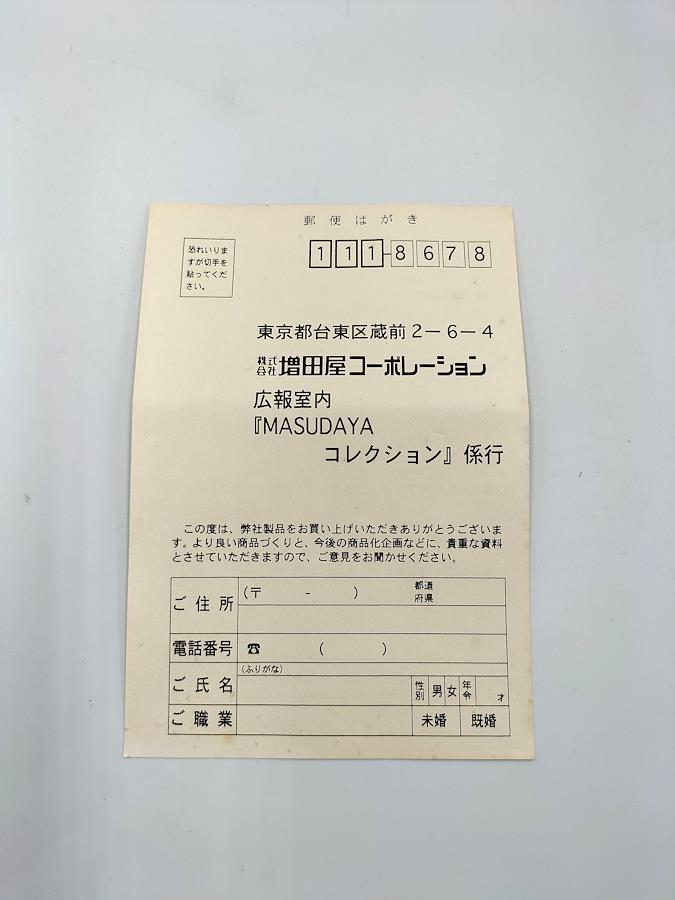 郵便はがき
恐れいりま
すが切手を
貼ってくだ
さい。
111-8678
東京都台東区蔵前2－6－4
株式会社 増田屋コーポレーション
広報室内
『MASUDAYA
コレクション』係行
この度は、弊社製品をお買い上げいただきありがとうございま
す。より良い商品づくりと、今後の商品化企画などに、貴重な資料
とさせていただきますので、ご意見をお聞かせください。
ご住所 (〒 - ) 都道府県
電話番号 ☎ ( )
(ふりがな)
ご氏名 性別 男 女 年令 才
ご職業 未婚 既婚